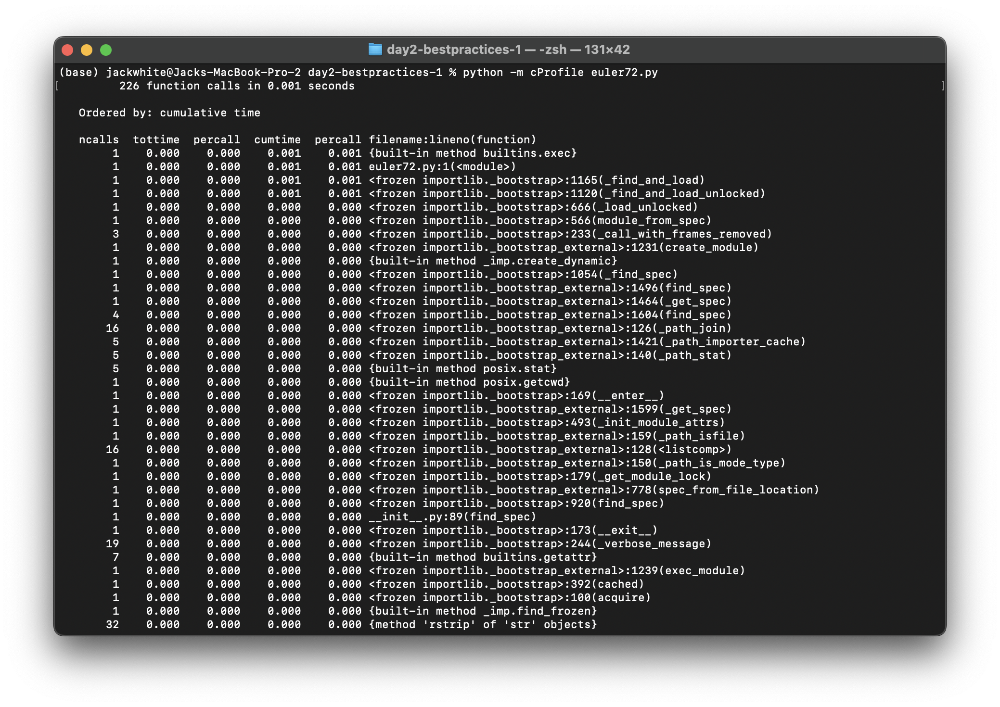 day2-bestpractices-1 — -zsh — 131×42
(base) jackwhite@Jacks-MacBook-Pro-2 day2-bestpractices-1 % python -m cProfile euler72.py
[         226 function calls in 0.001 seconds ]
   Ordered by: cumulative time
   ncalls  tottime  percall  cumtime  percall filename:lineno(function)
        1    0.000    0.000    0.001    0.001 {built-in method builtins.exec}
        1    0.000    0.000    0.001    0.001 euler72.py:1(<module>)
        1    0.000    0.000    0.001    0.001 <frozen importlib._bootstrap>:1165(_find_and_load)
        1    0.000    0.000    0.001    0.001 <frozen importlib._bootstrap>:1120(_find_and_load_unlocked)
        1    0.000    0.000    0.000    0.000 <frozen importlib._bootstrap>:666(_load_unlocked)
        1    0.000    0.000    0.000    0.000 <frozen importlib._bootstrap>:566(module_from_spec)
        3    0.000    0.000    0.000    0.000 <frozen importlib._bootstrap>:233(_call_with_frames_removed)
        1    0.000    0.000    0.000    0.000 <frozen importlib._bootstrap_external>:1231(create_module)
        1    0.000    0.000    0.000    0.000 {built-in method _imp.create_dynamic}
        1    0.000    0.000    0.000    0.000 <frozen importlib._bootstrap>:1054(_find_spec)
        1    0.000    0.000    0.000    0.000 <frozen importlib._bootstrap_external>:1496(find_spec)
        1    0.000    0.000    0.000    0.000 <frozen importlib._bootstrap_external>:1464(_get_spec)
        4    0.000    0.000    0.000    0.000 <frozen importlib._bootstrap_external>:1604(find_spec)
       16    0.000    0.000    0.000    0.000 <frozen importlib._bootstrap_external>:126(_path_join)
        5    0.000    0.000    0.000    0.000 <frozen importlib._bootstrap_external>:1421(_path_importer_cache)
        5    0.000    0.000    0.000    0.000 <frozen importlib._bootstrap_external>:140(_path_stat)
        5    0.000    0.000    0.000    0.000 {built-in method posix.stat}
        1    0.000    0.000    0.000    0.000 {built-in method posix.getcwd}
        1    0.000    0.000    0.000    0.000 <frozen importlib._bootstrap>:169(__enter__)
        1    0.000    0.000    0.000    0.000 <frozen importlib._bootstrap_external>:1599(_get_spec)
        1    0.000    0.000    0.000    0.000 <frozen importlib._bootstrap>:493(_init_module_attrs)
        1    0.000    0.000    0.000    0.000 <frozen importlib._bootstrap_external>:159(_path_isfile)
       16    0.000    0.000    0.000    0.000 <frozen importlib._bootstrap_external>:128(<listcomp>)
        1    0.000    0.000    0.000    0.000 <frozen importlib._bootstrap_external>:150(_path_is_mode_type)
        1    0.000    0.000    0.000    0.000 <frozen importlib._bootstrap>:179(_get_module_lock)
        1    0.000    0.000    0.000    0.000 <frozen importlib._bootstrap_external>:778(spec_from_file_location)
        1    0.000    0.000    0.000    0.000 <frozen importlib._bootstrap>:920(find_spec)
        1    0.000    0.000    0.000    0.000 __init__.py:89(find_spec)
        1    0.000    0.000    0.000    0.000 <frozen importlib._bootstrap>:173(__exit__)
       19    0.000    0.000    0.000    0.000 <frozen importlib._bootstrap>:244(_verbose_message)
        7    0.000    0.000    0.000    0.000 {built-in method builtins.getattr}
        1    0.000    0.000    0.000    0.000 <frozen importlib._bootstrap_external>:1239(exec_module)
        1    0.000    0.000    0.000    0.000 <frozen importlib._bootstrap>:392(cached)
        1    0.000    0.000    0.000    0.000 <frozen importlib._bootstrap>:100(acquire)
        1    0.000    0.000    0.000    0.000 {built-in method _imp.find_frozen}
       32    0.000    0.000    0.000    0.000 {method 'rstrip' of 'str' objects}